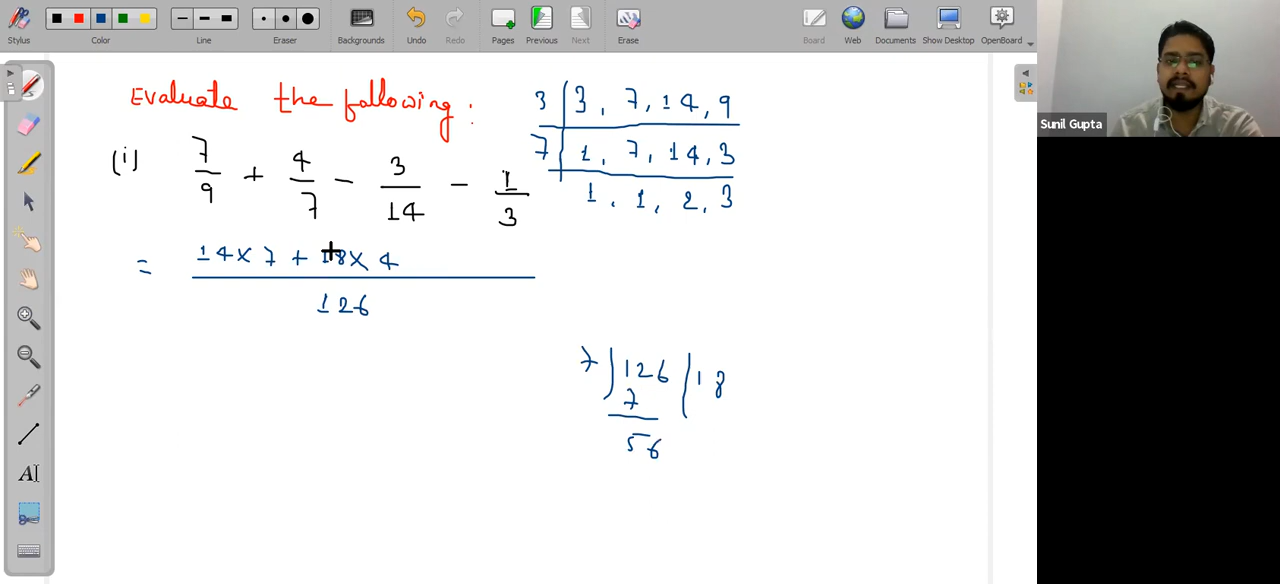 Stylus Color Line Eraser Backgrounds Undo Redo Pages Previous Next Erase Board Web Documents Show Desktop OpenBoard
Sunil Gupta
Evaluate the following:
(i) 7/9 + 4/7 - 3/14 - 1/3
= 14×7 + 18×4
126
3 | 3, 7, 14, 9
7 | 1, 7, 14, 3
1, 1, 2, 3
7 ) 126 | 18
7
56
AI